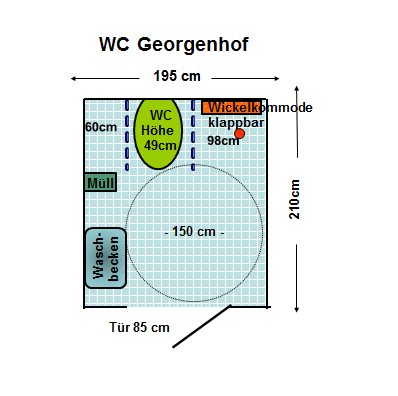 WC Georgenhof
195 cm
Wickelkommode
klappbar
WC
Höhe
49cm
60cm
98cm
Müll
210cm
- 150 cm -
Wasch-
becken
Tür 85 cm